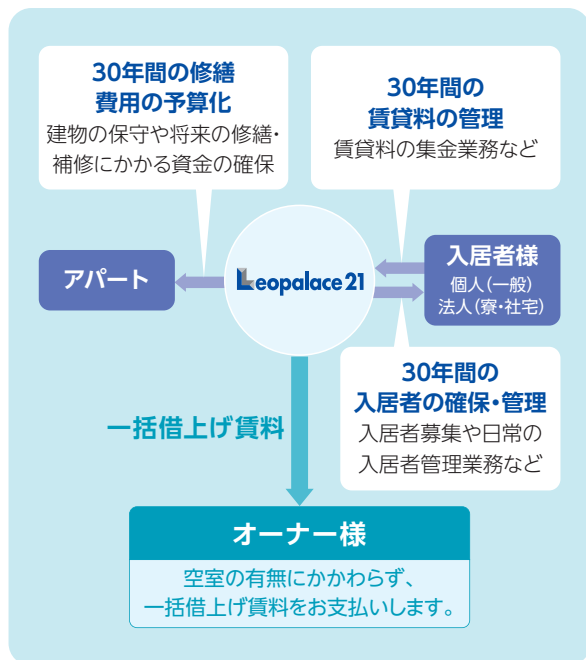 30年間の修繕
費用の予算化
建物の保守や将来の修繕・
補修にかかる資金の確保
30年間の
賃貸料の管理
賃貸料の集金業務など
アパート
Leopalace21
入居者様
個人(一般)
法人(寮・社宅)
30年間の
入居者の確保・管理
入居者募集や日常の
入居者管理業務など
一括借上げ賃料
オーナー様
空室の有無にかかわらず、
一括借上げ賃料をお支払いします。